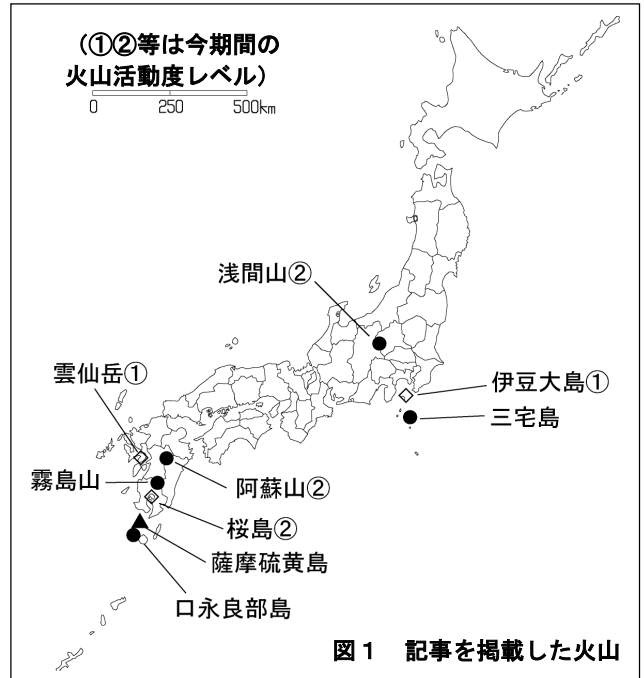 （①②等は今期間の
火山活動度レベル）
0 250 500km
浅間山②
雲仙岳①
伊豆大島①
三宅島
霧島山
阿蘇山②
桜島②
薩摩硫黄島
口永良部島
図1 記事を掲載した火山